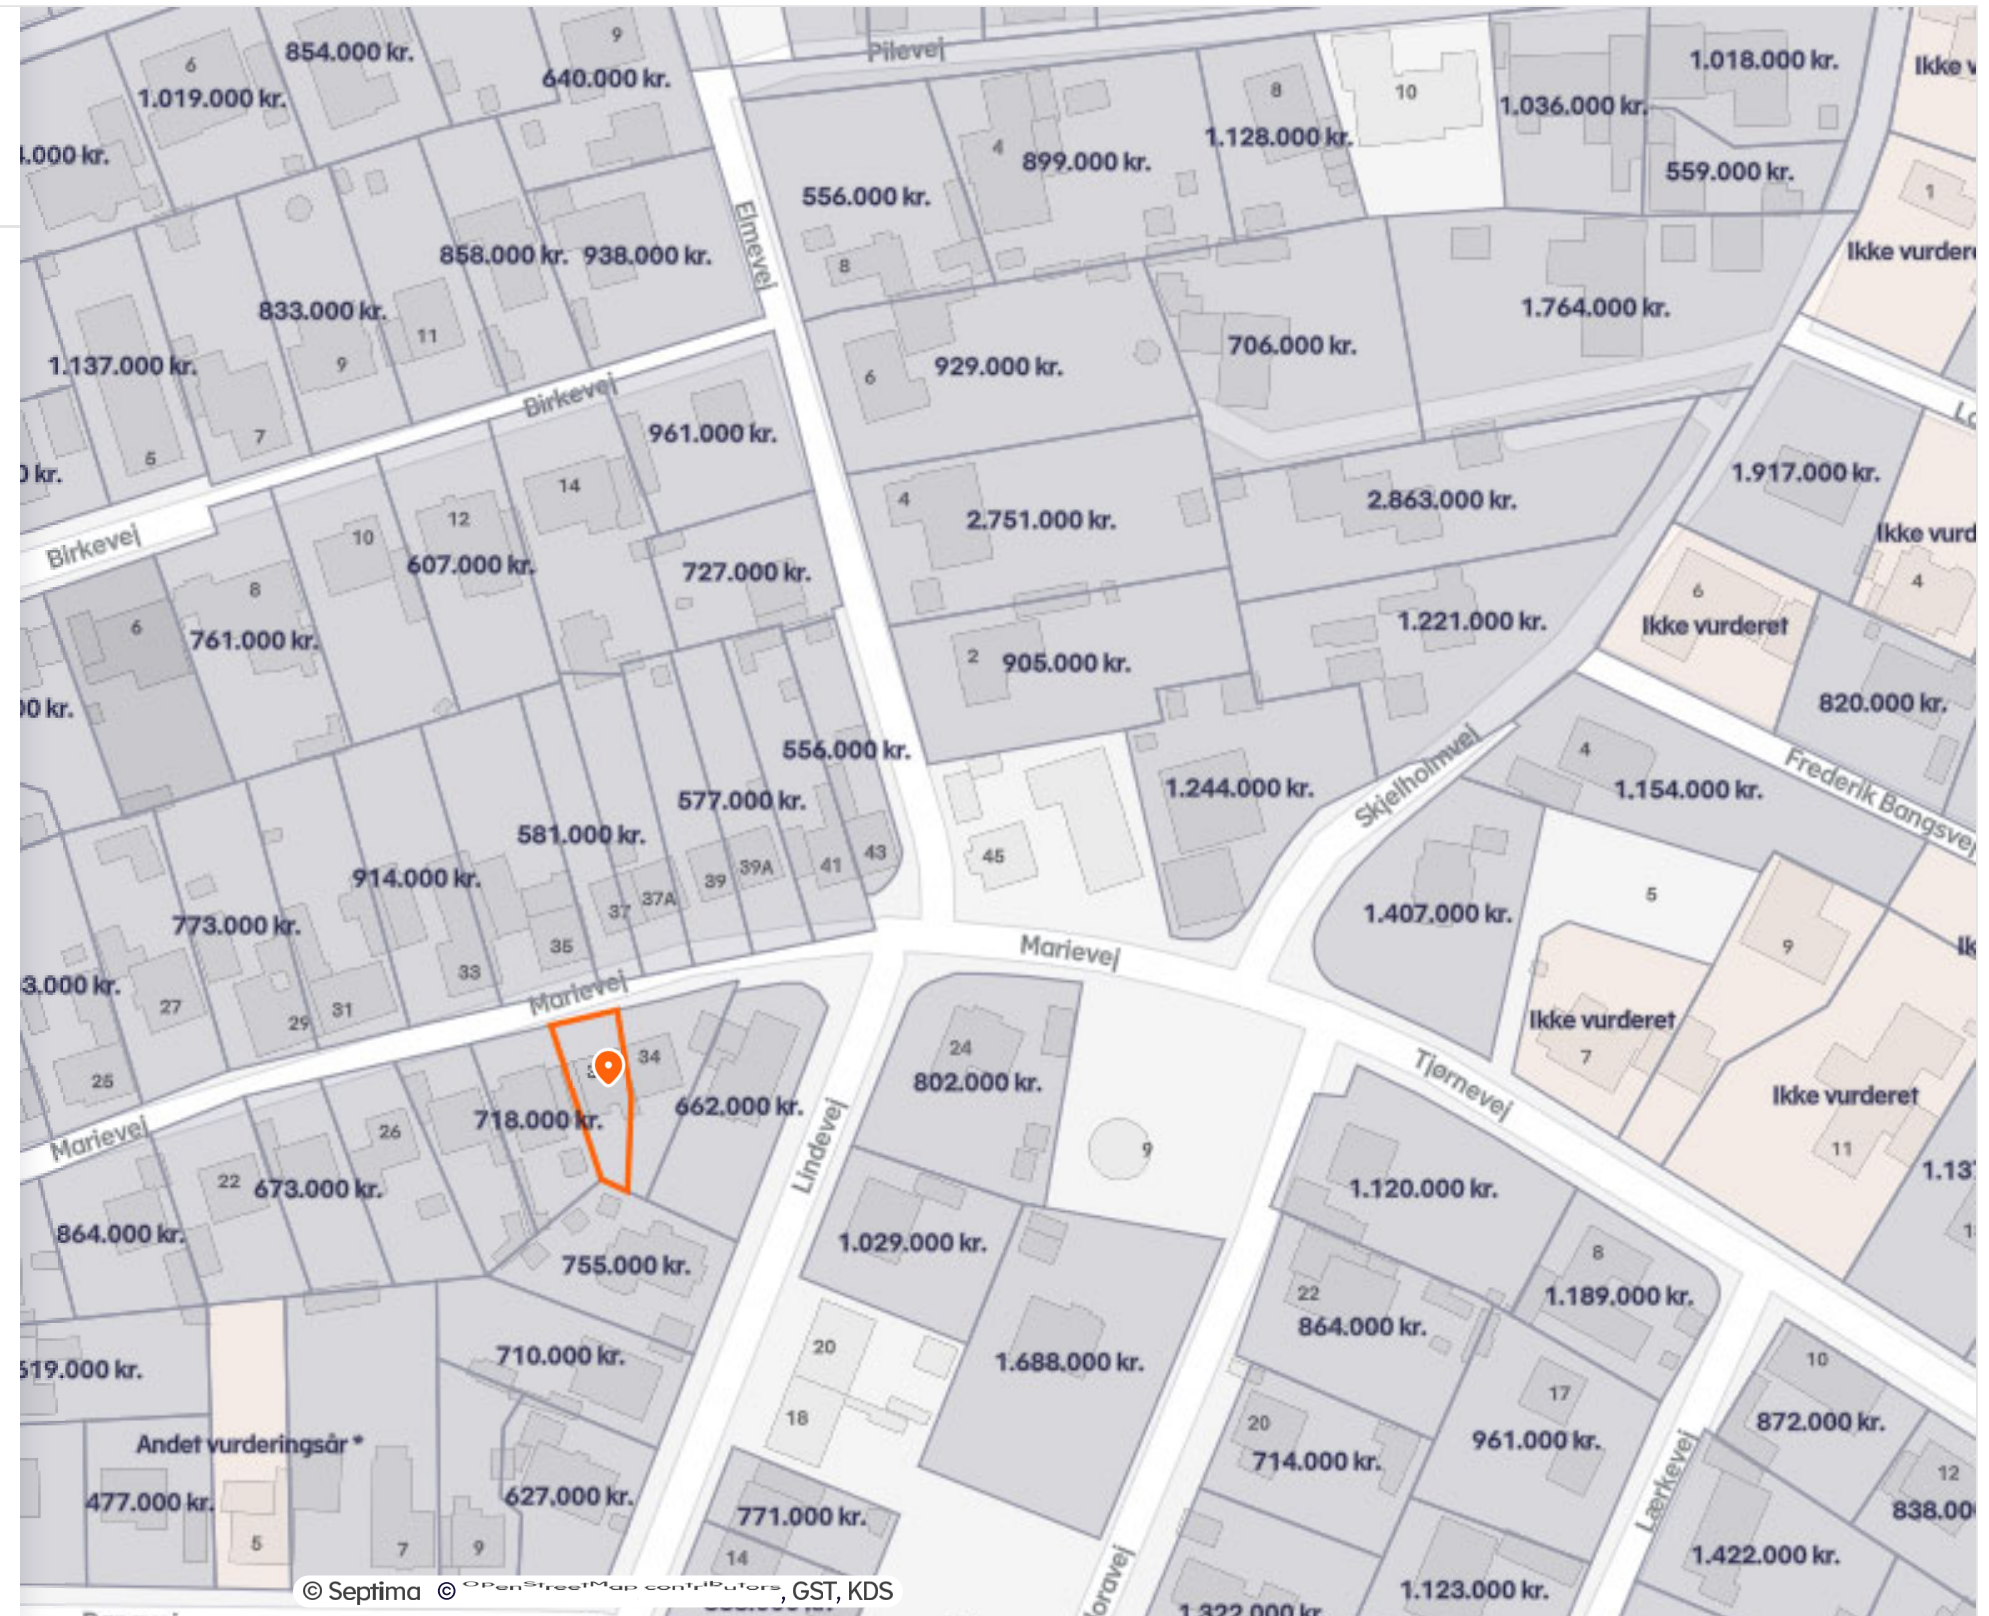 Pilevej
9
6
854.000 kr.
1.019.000 kr.
640.000 kr.
8
10
1.018.000 kr.
Ikke
1.036.000 kr.
1.128.000 kr.
4
899.000 kr.
.000 kr.
559.000 kr.
1
556.000 kr.
Elmevej
858.000 kr.
938.000 kr.
8
Ikke
833.000 kr.
11
1.764.000 kr.
1.137.000 kr.
9
6
929.000 kr.
706.000 kr.
Birkevej
7
5
961.000 kr.
0 kr.
14
4
2.751.000 kr.
2.863.000 kr.
1.917.000 kr.
Ikke
Birkevej
10
12
607.000 kr.
727.000 kr.
8
6
4
6
761.000 kr.
1.221.000 kr.
Ikke vurderet
2
905.000 kr.
00 kr.
820.000 kr.
556.000 kr.
Skjelholmvej
4
Frederik Bangsvej
577.000 kr.
1.244.000 kr.
1.154.000 kr.
581.000 kr.
43
45
41
39A
39
37A
37
914.000 kr.
5
1.407.000 kr.
773.000 kr.
35
33
Marievej
9
3.000 kr.
27
29
31
Marievej
Ikke vurderet
7
24
802.000 kr.
34
25
Tjørnevej
Ikke vurderet
11
718.000 kr.
662.000 kr.
Marievej
26
Lindevej
9
22
673.000 kr.
1.120.000 kr.
864.000 kr.
1.029.000 kr.
755.000 kr.
8
1.189.000 kr.
22
864.000 kr.
20
710.000 kr.
1.688.000 kr.
619.000 kr.
10
17
18
20
872.000 kr.
Andet vurderingsår *
961.000 kr.
714.000 kr.
12
477.000 kr.
627.000 kr.
771.000 kr.
Lærkevej
5
7
9
14
1.422.000 kr.
1.123.000 kr.
© Septima © OpenStreetMap contributors, GST, KDS
1.322.000 kr.